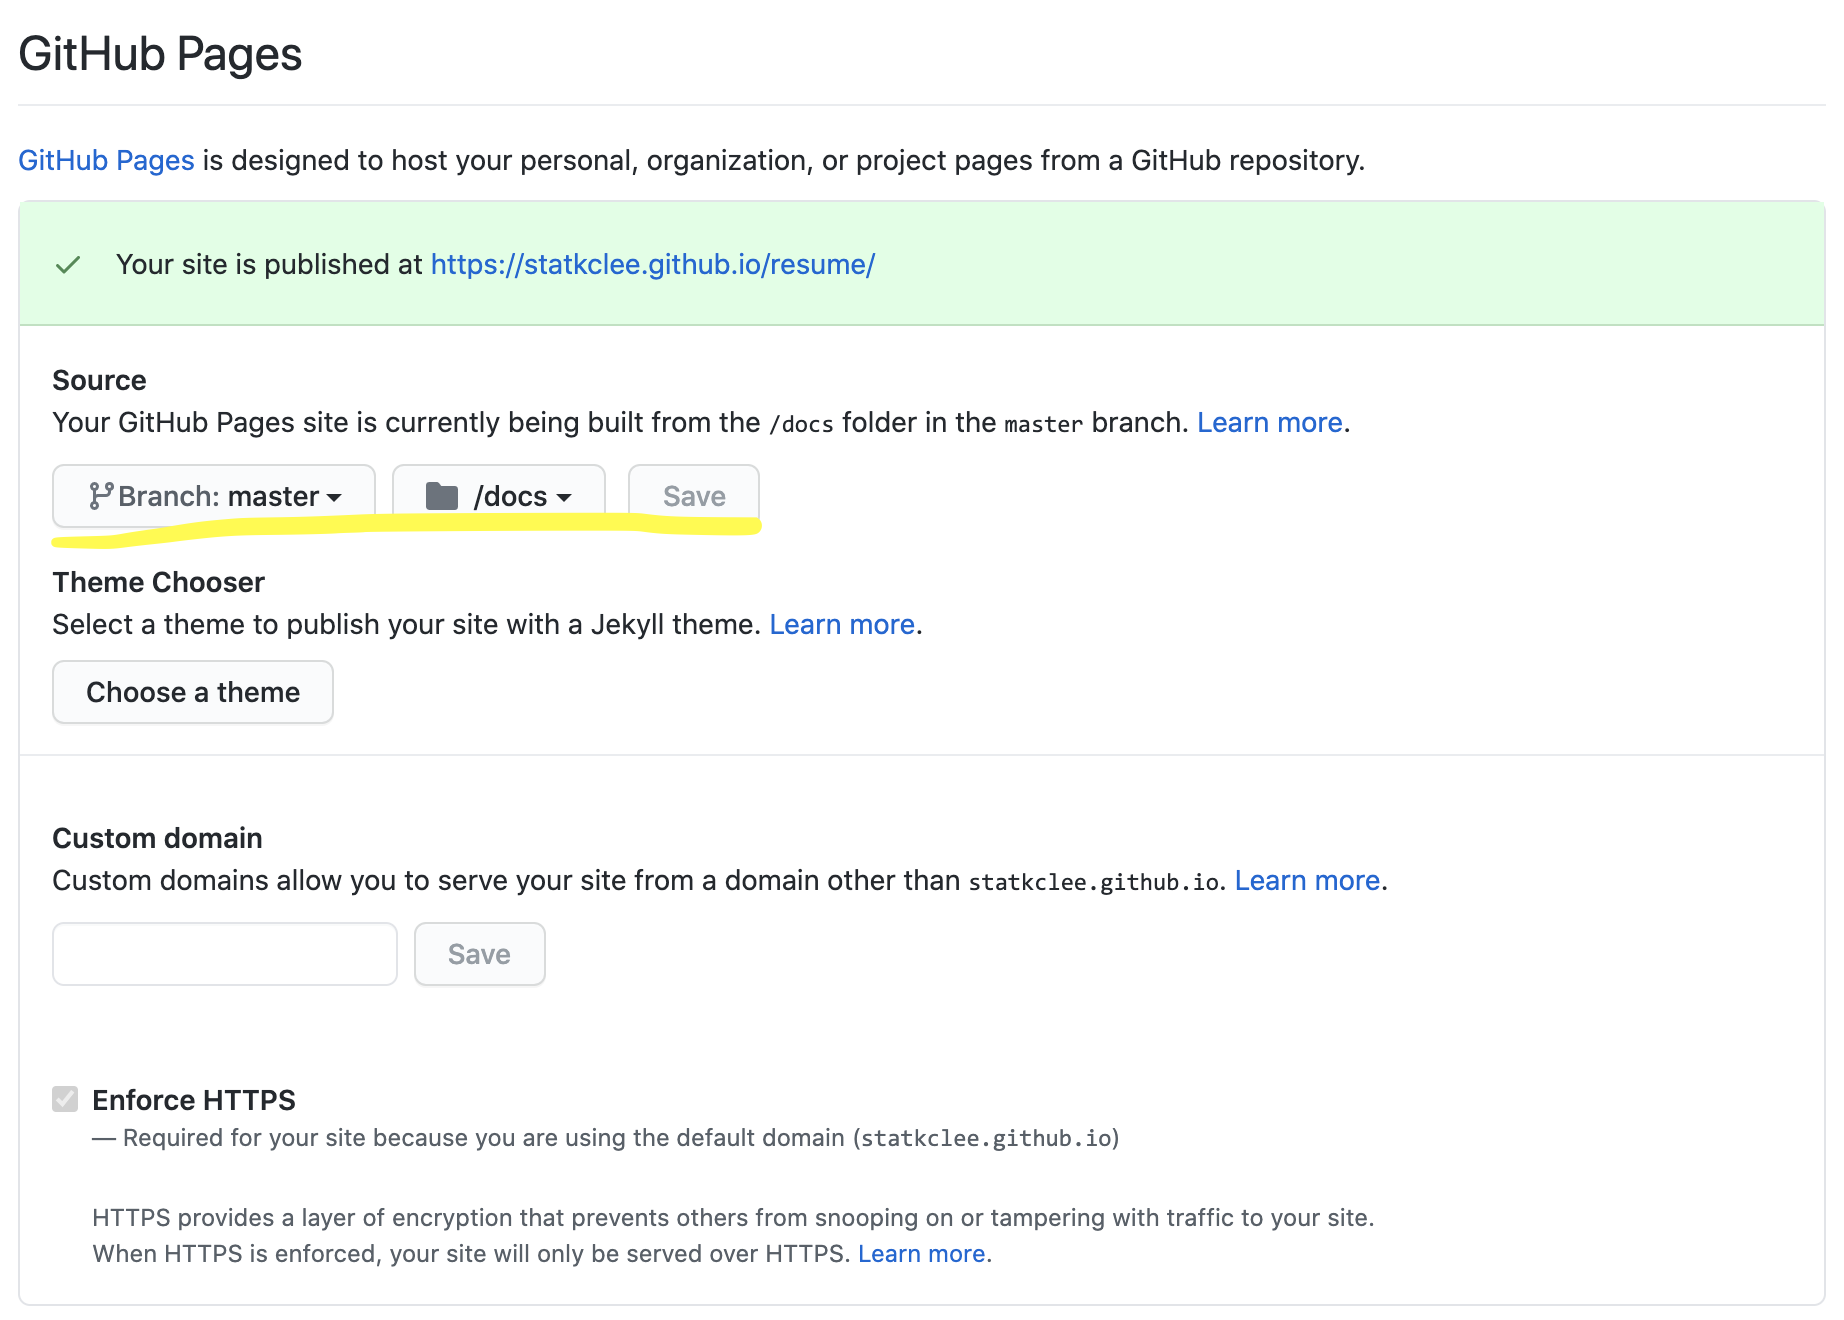 GitHub Pages
GitHub Pages is designed to host your personal, organization, or project pages from a GitHub repository.
Your site is published at https://statkclee.github.io/resume/
Source
Your GitHub Pages site is currently being built from the /docs folder in the master branch. Learn more.
Branch: master /docs Save
Theme Chooser
Select a theme to publish your site with a Jekyll theme. Learn more.
Choose a theme
Custom domain
Custom domains allow you to serve your site from a domain other than statkclee.github.io. Learn more.
Save
Enforce HTTPS
— Required for your site because you are using the default domain (statkclee.github.io)
HTTPS provides a layer of encryption that prevents others from snooping on or tampering with traffic to your site.
When HTTPS is enforced, your site will only be served over HTTPS. Learn more.